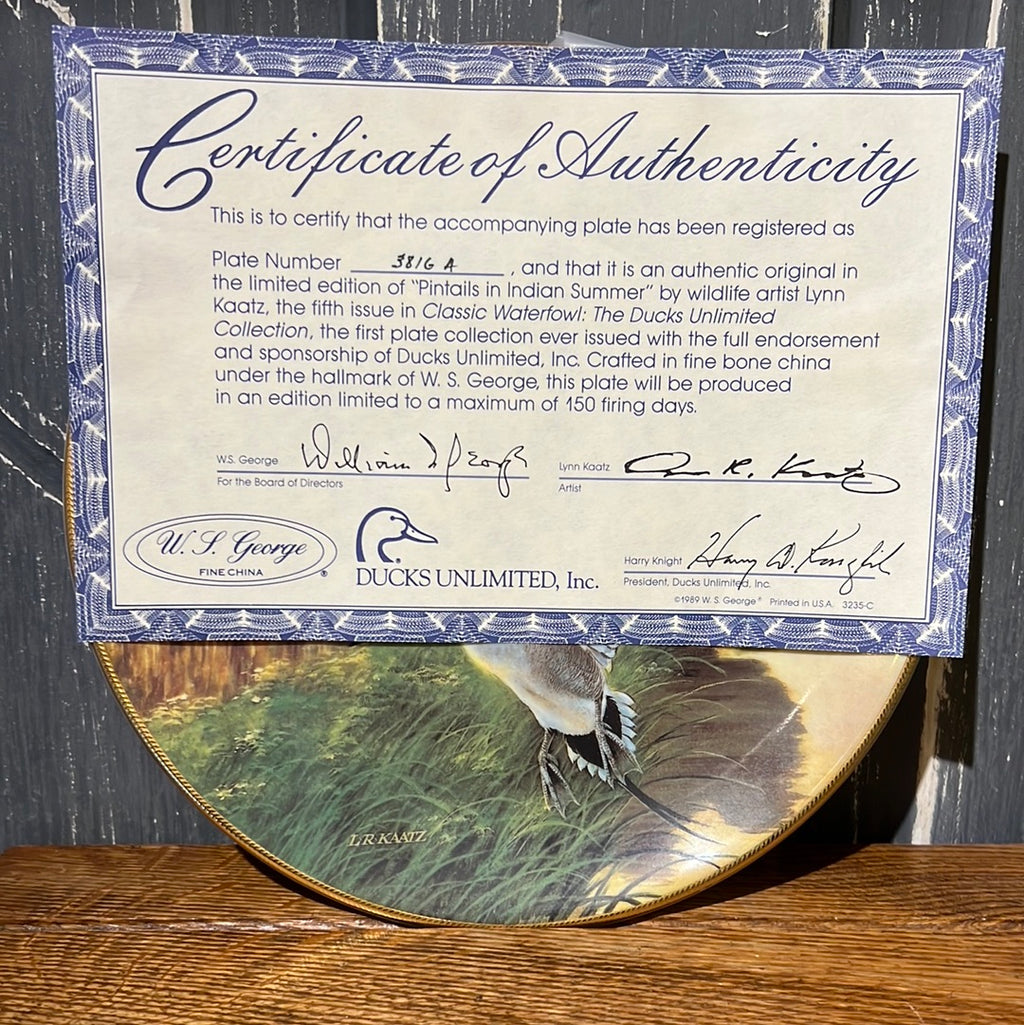 Certificate of Authenticity
This is to certify that the accompanying plate has been registered as
Plate Number 3816 A , and that it is an authentic original in
the limited edition of "Pintails in Indian Summer" by wildlife artist Lynn
Kaatz, the fifth issue in Classic Waterfowl: The Ducks Unlimited
Collection, the first plate collection ever issued with the full endorsement
and sponsorship of Ducks Unlimited, Inc. Crafted in fine bone china
under the hallmark of W. S. George, this plate will be produced
in an edition limited to a maximum of 150 firing days.
W.S. George William S George
For the Board of Directors
Lynn Kaatz R. Kaatz
Artist
W. S. George
FINE CHINA ®
DUCKS UNLIMITED, Inc.
Harry Knight Harry D. Knight
President, Ducks Unlimited, Inc.
©1989 W. S. George® Printed in U.S.A. 3235-C
L.R. KAATZ